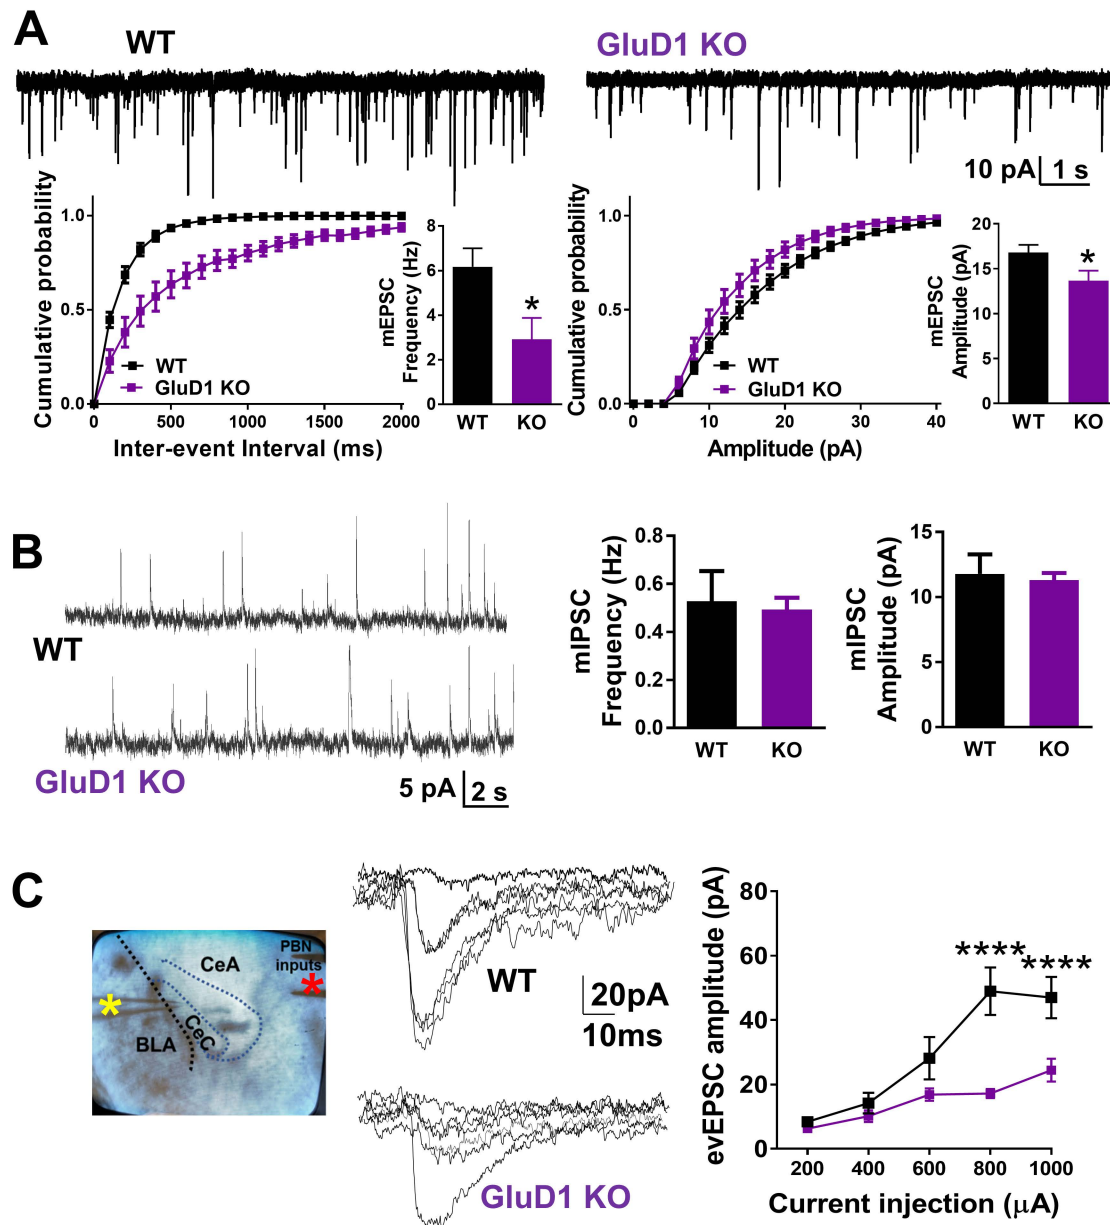 A
WT
GluD1 KO
10 pA
1 s
Cumulative probability
1.0
0.5
0.0
WT
GluD1 KO
0
500
1000
1500
2000
Inter-event Interval (ms)
mEPSC
Frequency (Hz)
8
6
4
2
0
*
WT
KO
Cumulative probability
1.0
0.5
0.0
WT
GluD1 KO
0
10
20
30
40
Amplitude (pA)
mEPSC
Amplitude (pA)
20
15
10
5
0
*
WT
KO
B
WT
GluD1 KO
5 pA
2 s
mIPSC
Frequency (Hz)
0.8
0.6
0.4
0.2
0.0
WT
KO
mIPSC
Amplitude (pA)
15
10
5
0
WT
KO
C
PBN
inputs
CeA
*
*
CeC
BLA
WT
20pA
10ms
GluD1 KO
evEPSC amplitude (pA)
80
60
40
20
0
****
****
200
400
600
800
1000
Current injection (μA)